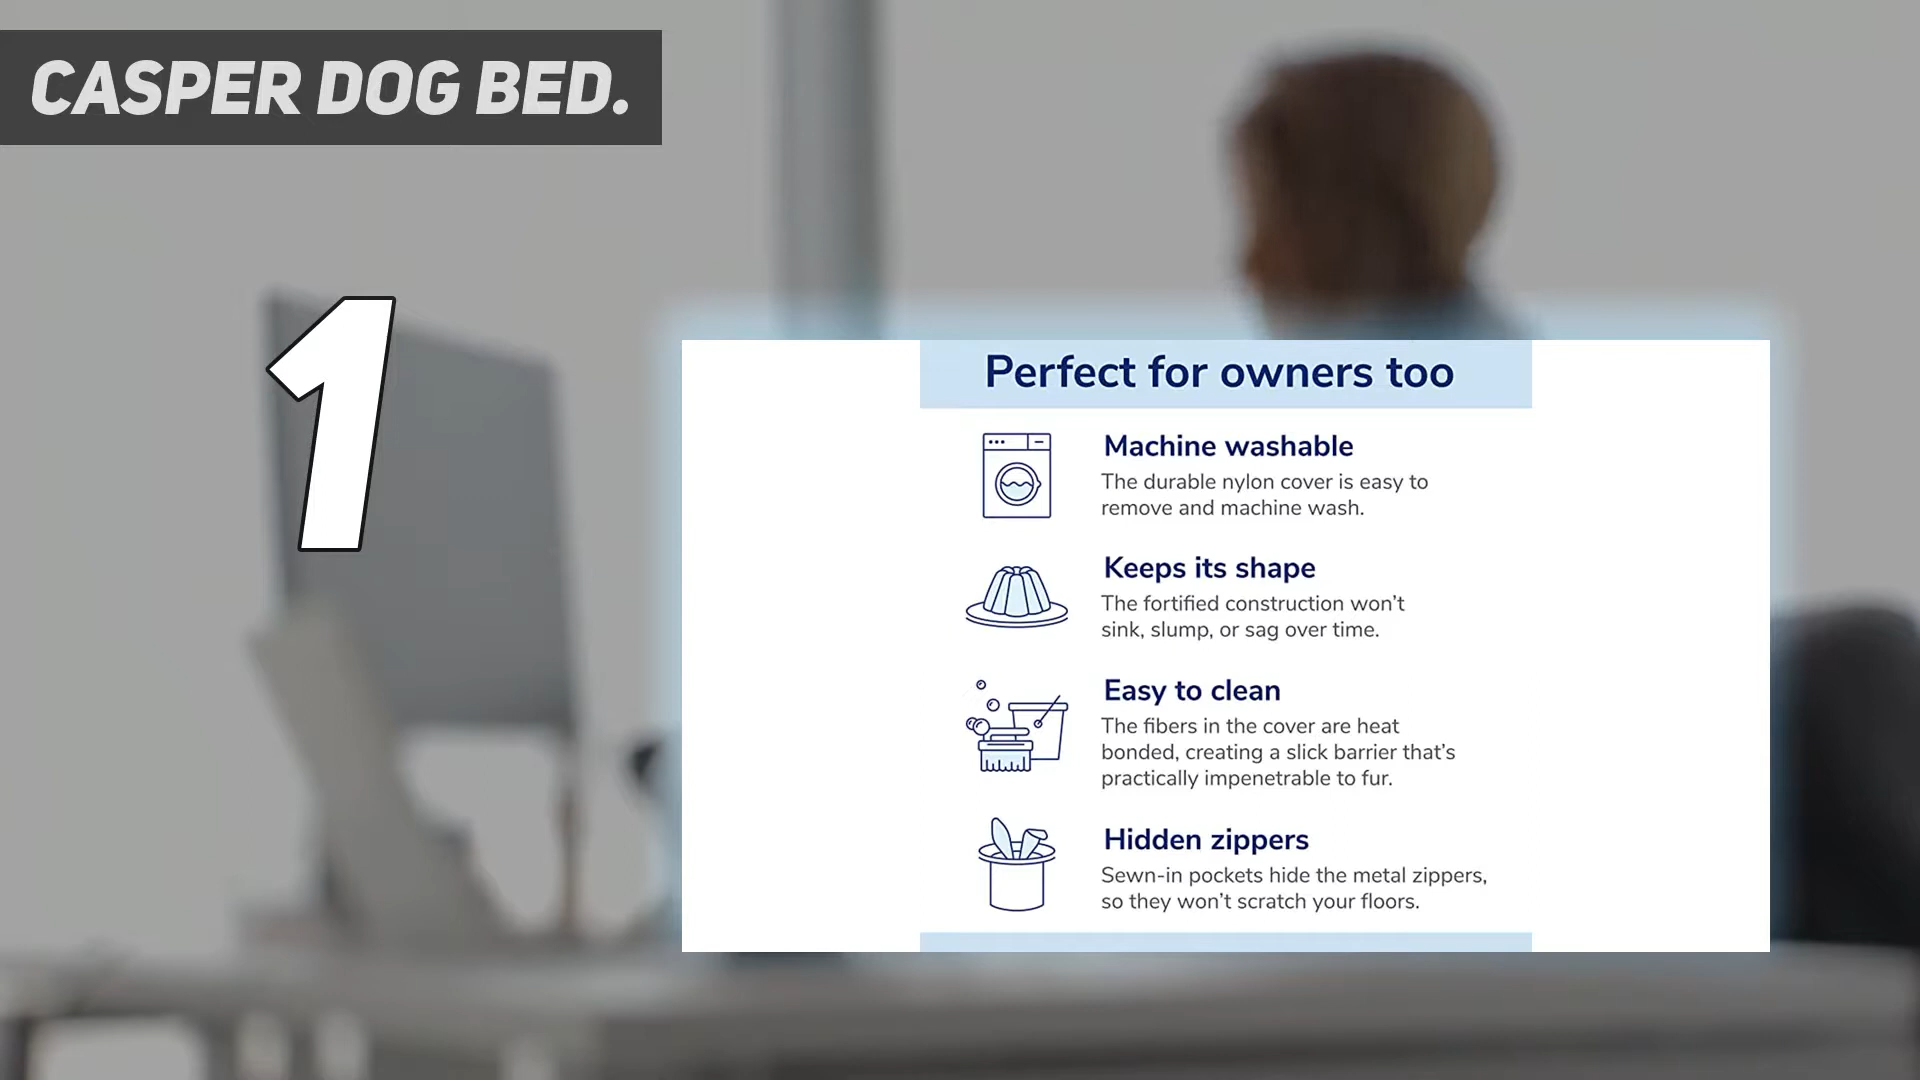 CASPER DOG BED.
1
Perfect for owners too
Machine washable
The durable nylon cover is easy to
remove and machine wash.
Keeps its shape
The fortified construction won’t
sink, slump, or sag over time.
Easy to clean
The fibers in the cover are heat
bonded, creating a slick barrier that’s
practically impenetrable to fur.
Hidden zippers
Sewn-in pockets hide the metal zippers,
so they won’t scratch your floors.